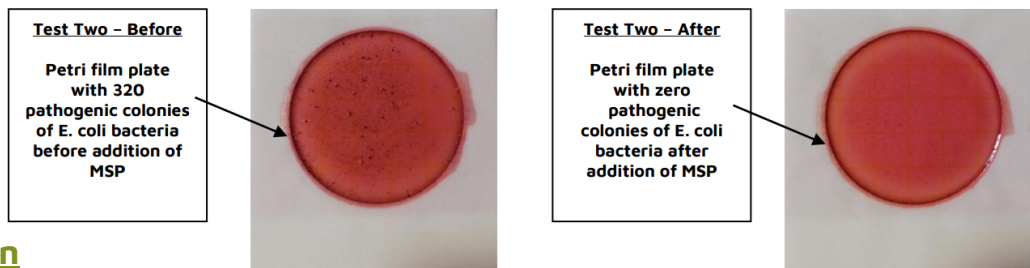 Test Two – Before
Petri film plate
with 320
pathogenic colonies
of E. coli bacteria
before addition of
MSP
Test Two – After
Petri film plate
with zero
pathogenic
colonies of E. coli
bacteria after
addition of MSP
n